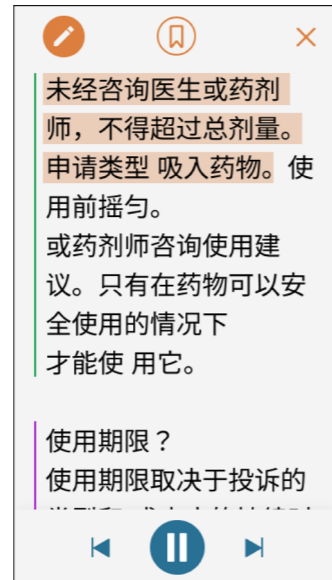 未经咨询医生或药剂
师，不得超过总剂量。
申请类型 吸入药物。使
用前摇匀。
或药剂师咨询使用建
议。只有在药物可以安
全使用的情况下
才能使 用它。
使用期限？
使用期限取决于投诉的